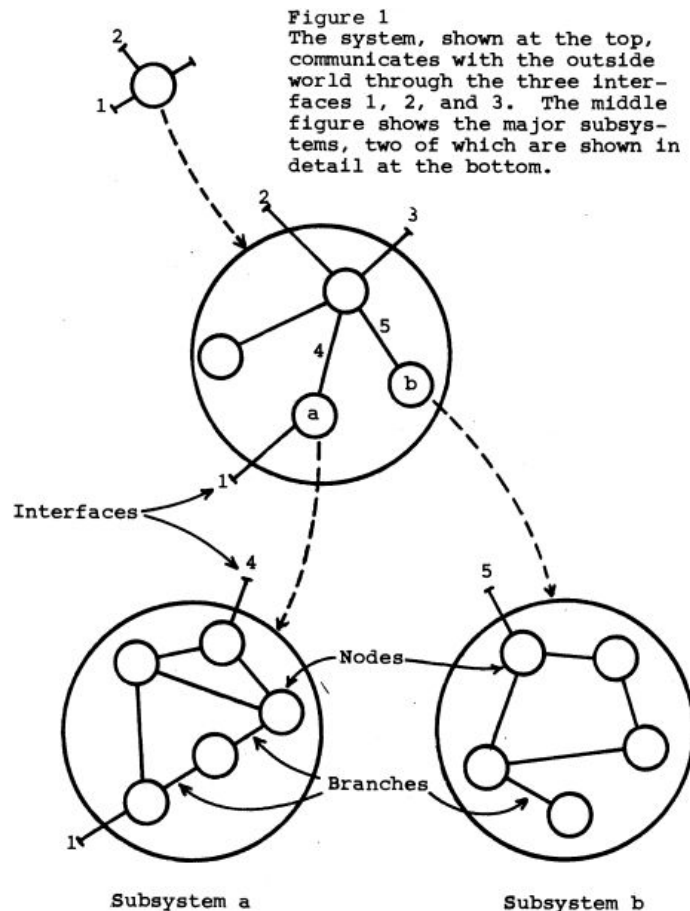 Figure 1
The system, shown at the top,
communicates with the outside
world through the three inter-
faces 1, 2, and 3.  The middle
figure shows the major subsys-
tems, two of which are shown in
detail at the bottom.
2
1
2
3
5
4
b
a
1
Interfaces
4
5
Nodes
Branches
1
Subsystem a
Subsystem b